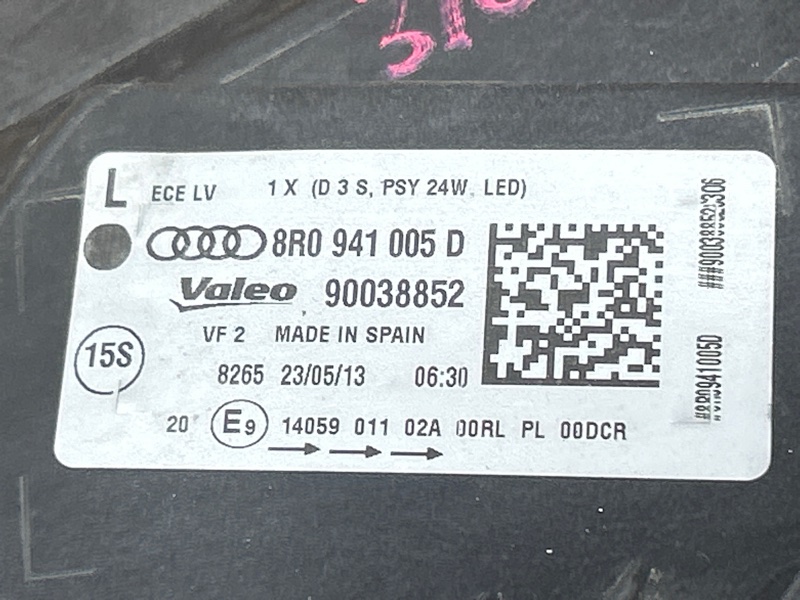 L ECE LV 1 X (D 3 S, PSY 24W, LED)
8R0 941 005 D
Valeo 90038852
VF 2 MADE IN SPAIN
15S
8265 23/05/13 06:30
20 E9 14059 011 02A 00RL PL 00DCR
#8R0941005D